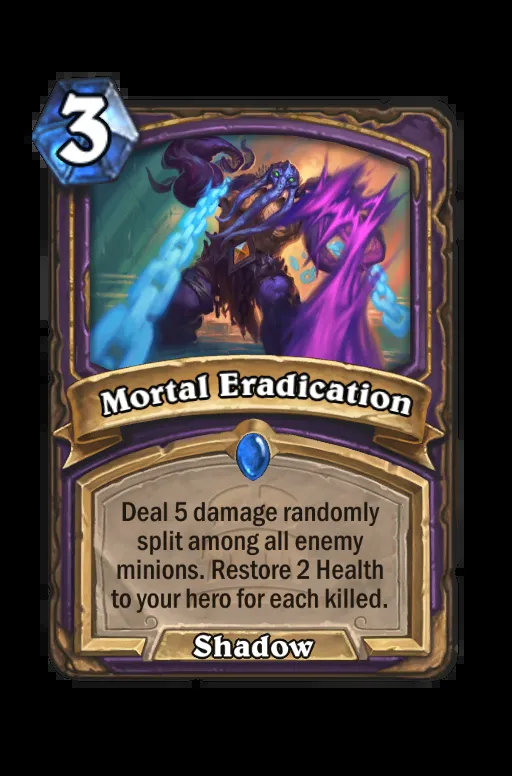 3
Mortal Eradication
Deal 5 damage randomly
split among all enemy
minions. Restore 2 Health
to your hero for each killed.
Shadow